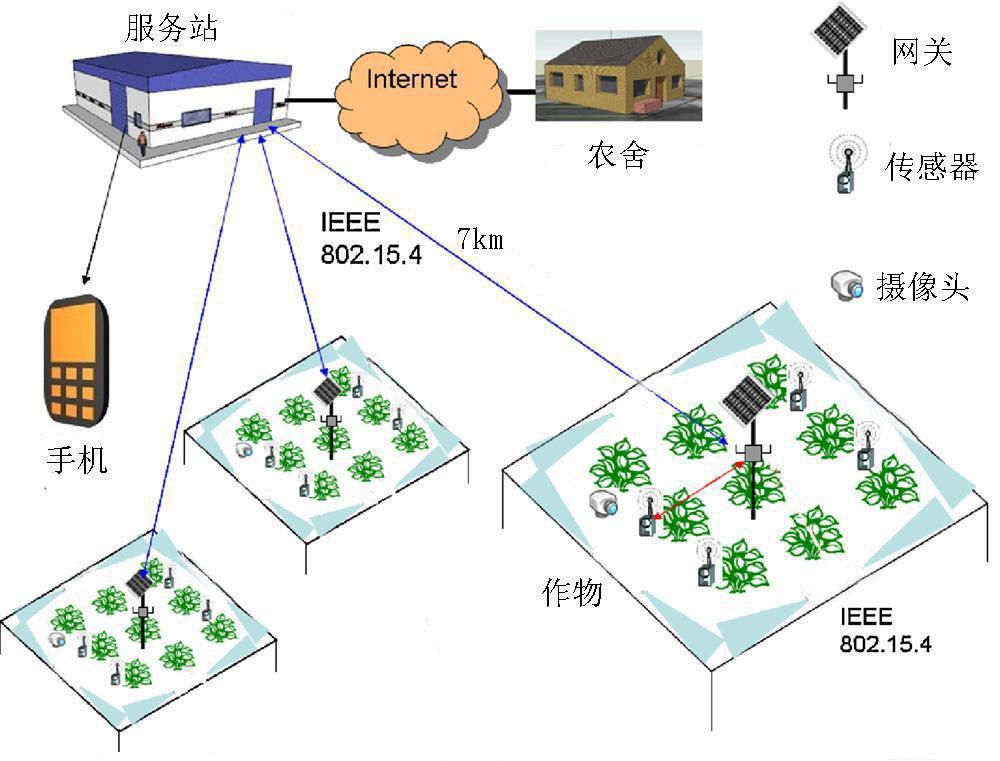 服务站
Internet
农舍
网关
传感器
摄像头
IEEE
802.15.4
7km
手机
作物
IEEE
802.15.4